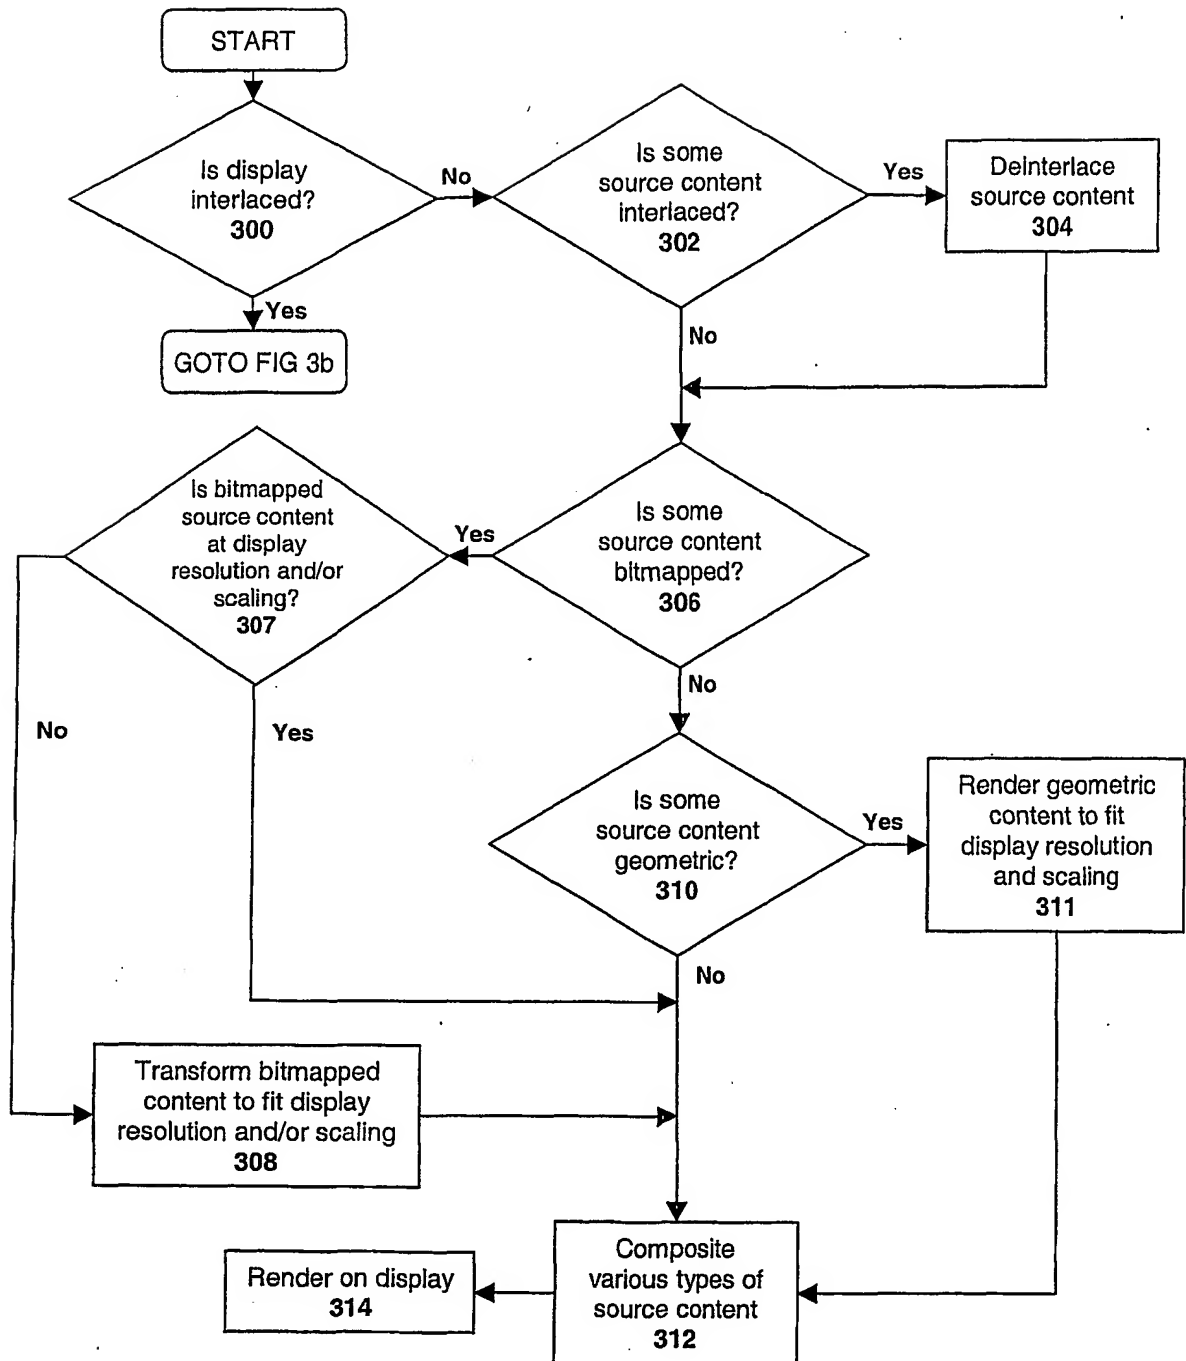 START
Is display
interlaced?
300
No
Is some
source content
interlaced?
302
Yes
DeInterlace
source content
304
Yes
GOTO FIG 3b
No
Is bitmapped
source content
at display
resolution and/or
scaling?
307
Yes
Is some
source content
bitmapped?
306
No
Yes
No
Is some
source content
geometric?
310
Yes
Render geometric
content to fit
display resolution
and scaling
311
No
Transform bitmapped
content to fit display
resolution and/or scaling
308
Render on display
314
Composite
various types of
source content
312